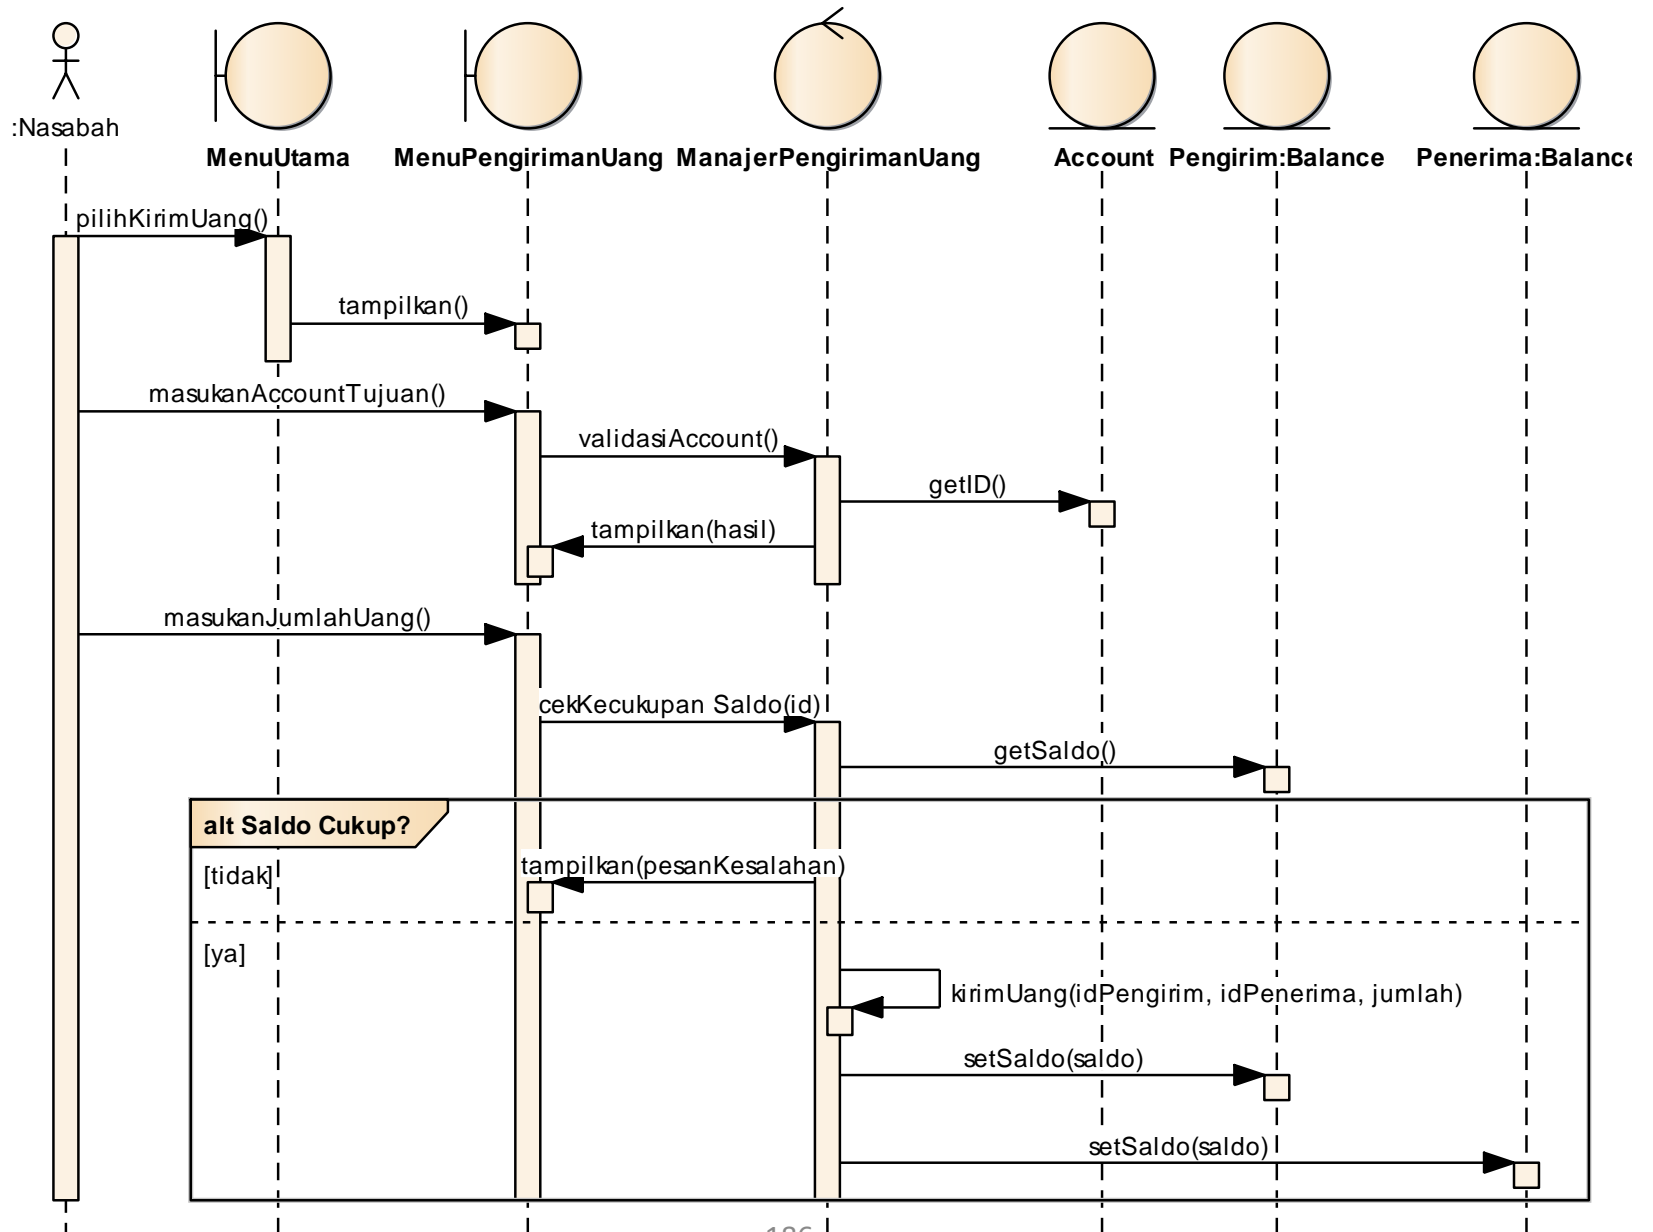 :Nasabah
MenuUtama
MenuPengirimanUang
ManajerPengirimanUang
Account
Pengirim:Balance
Penerima:Balance
pilihKirimUang()
tampilkan()
masukanAccountTujuan()
validasiAccount()
getID()
tampilkan(hasil)
masukanJumlahUang()
cekKecukupan Saldo(id)
getSaldo()
alt Saldo Cukup?
tampilkan(pesanKesalahan)
[tidak]
[ya]
kirimUang(idPengirim, idPenerima, jumlah)
setSaldo(saldo)
setSaldo(saldo)